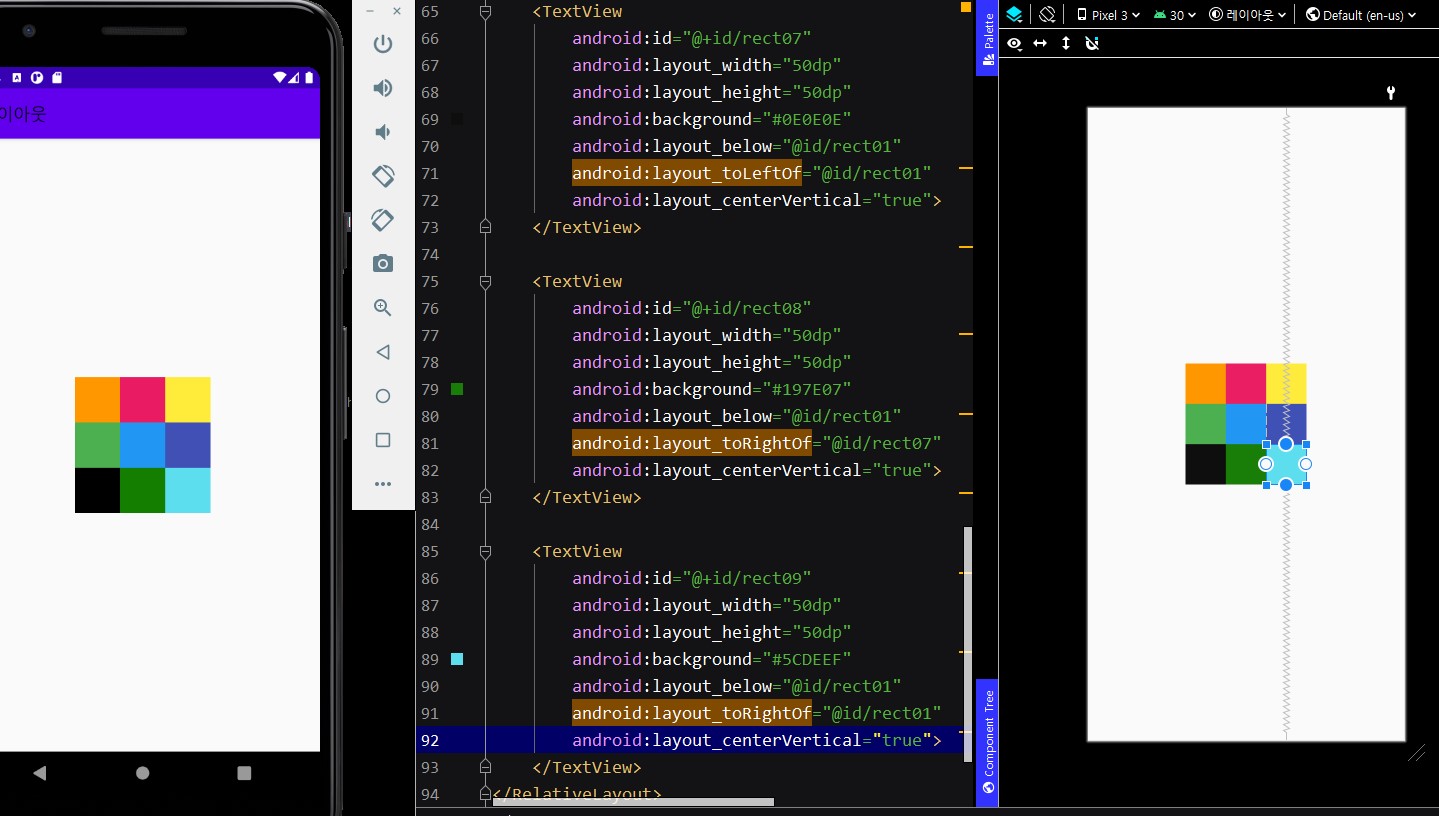 이아웃
65 <TextView
66 android:id="@+id/rect07"
67 android:layout_width="50dp"
68 android:layout_height="50dp"
69 android:background="#0E0E0E"
70 android:layout_below="@id/rect01"
71 android:layout_toLeftOf="@id/rect01"
72 android:layout_centerVertical="true">
73 </TextView>
74
75 <TextView
76 android:id="@+id/rect08"
77 android:layout_width="50dp"
78 android:layout_height="50dp"
79 android:background="#197E07"
80 android:layout_below="@id/rect01"
81 android:layout_toRightOf="@id/rect07"
82 android:layout_centerVertical="true">
83 </TextView>
84
85 <TextView
86 android:id="@+id/rect09"
87 android:layout_width="50dp"
88 android:layout_height="50dp"
89 android:background="#5CDEEF"
90 android:layout_below="@id/rect01"
91 android:layout_toRightOf="@id/rect01"
92 android:layout_centerVertical="true">
93 </TextView>
94 </RelativeLayout>
Palette
Component Tree
Pixel 3 30 레이아웃 Default (en-us)